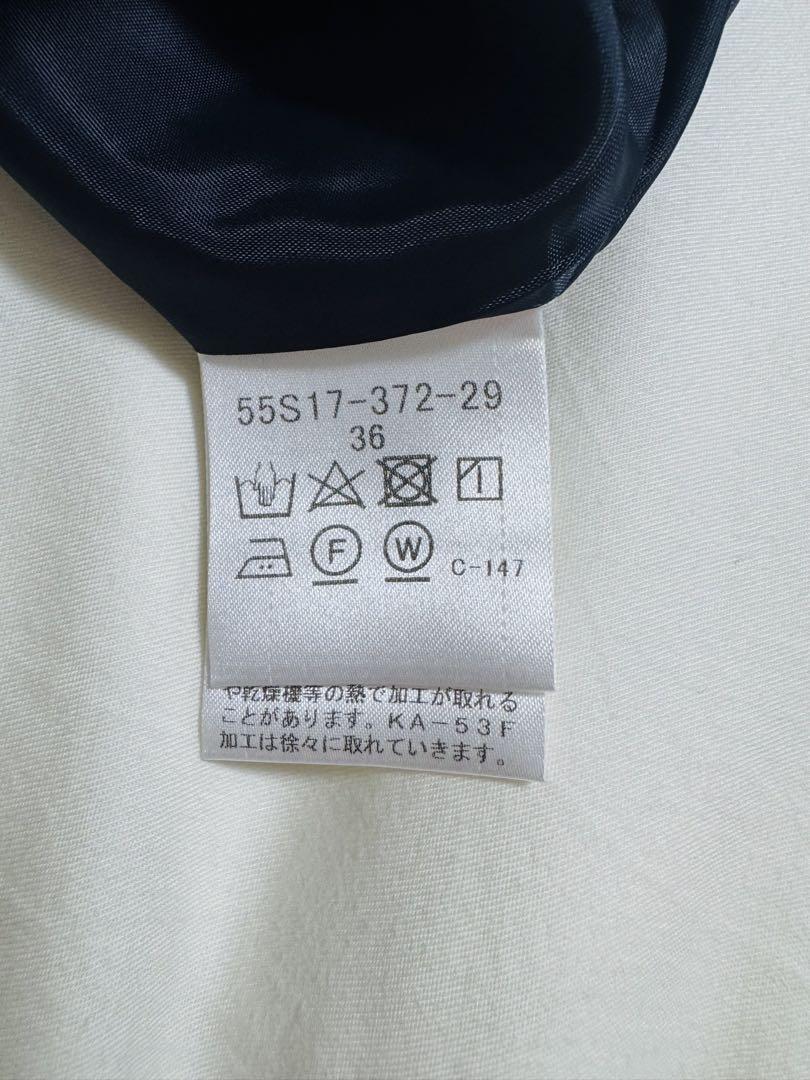 55S17-372-29
36
F W C-147
や乾燥機等の熱で加工が取れる
ことがあります。KA-53F
加工は徐々に取れていきます。